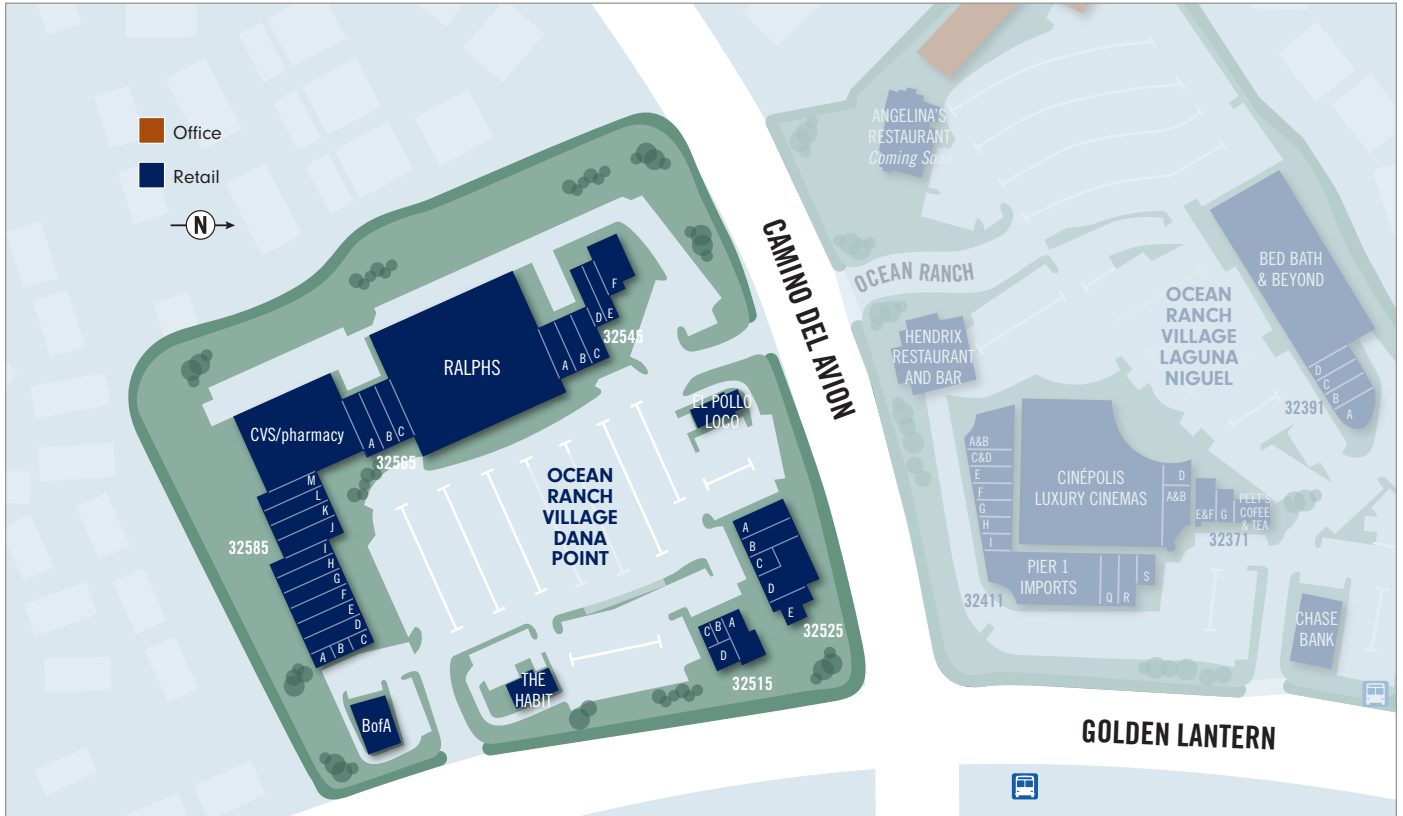 Office
Retail
N
ANGELINA'S
RESTAURANT
Coming Soon
CAMINO DEL AVION
OCEAN RANCH
BED BATH
& BEYOND
OCEAN
RANCH
VILLAGE
LAGUNA
NIGUEL
HENDRIX
RESTAURANT
AND BAR
D
C
B
A
32391
F
D E
32545
A B C
RALPHS
EL POLLO
LOCO
CVS/pharmacy
A B C
32565
OCEAN
RANCH
VILLAGE
DANA
POINT
M
L
K
J
I
H
G
F
E
D
A B C
32585
A
B
C
D
E
32525
C B A
D
32515
THE
HABIT
BofA
A&B
C&D
E
F
G
H
I
CINÉPOLIS
LUXURY CINEMAS
D
A&B
E&F G
PEET'S
COFEE
& TEA
32371
PIER 1
IMPORTS
Q R S
32411
CHASE
BANK
GOLDEN LANTERN